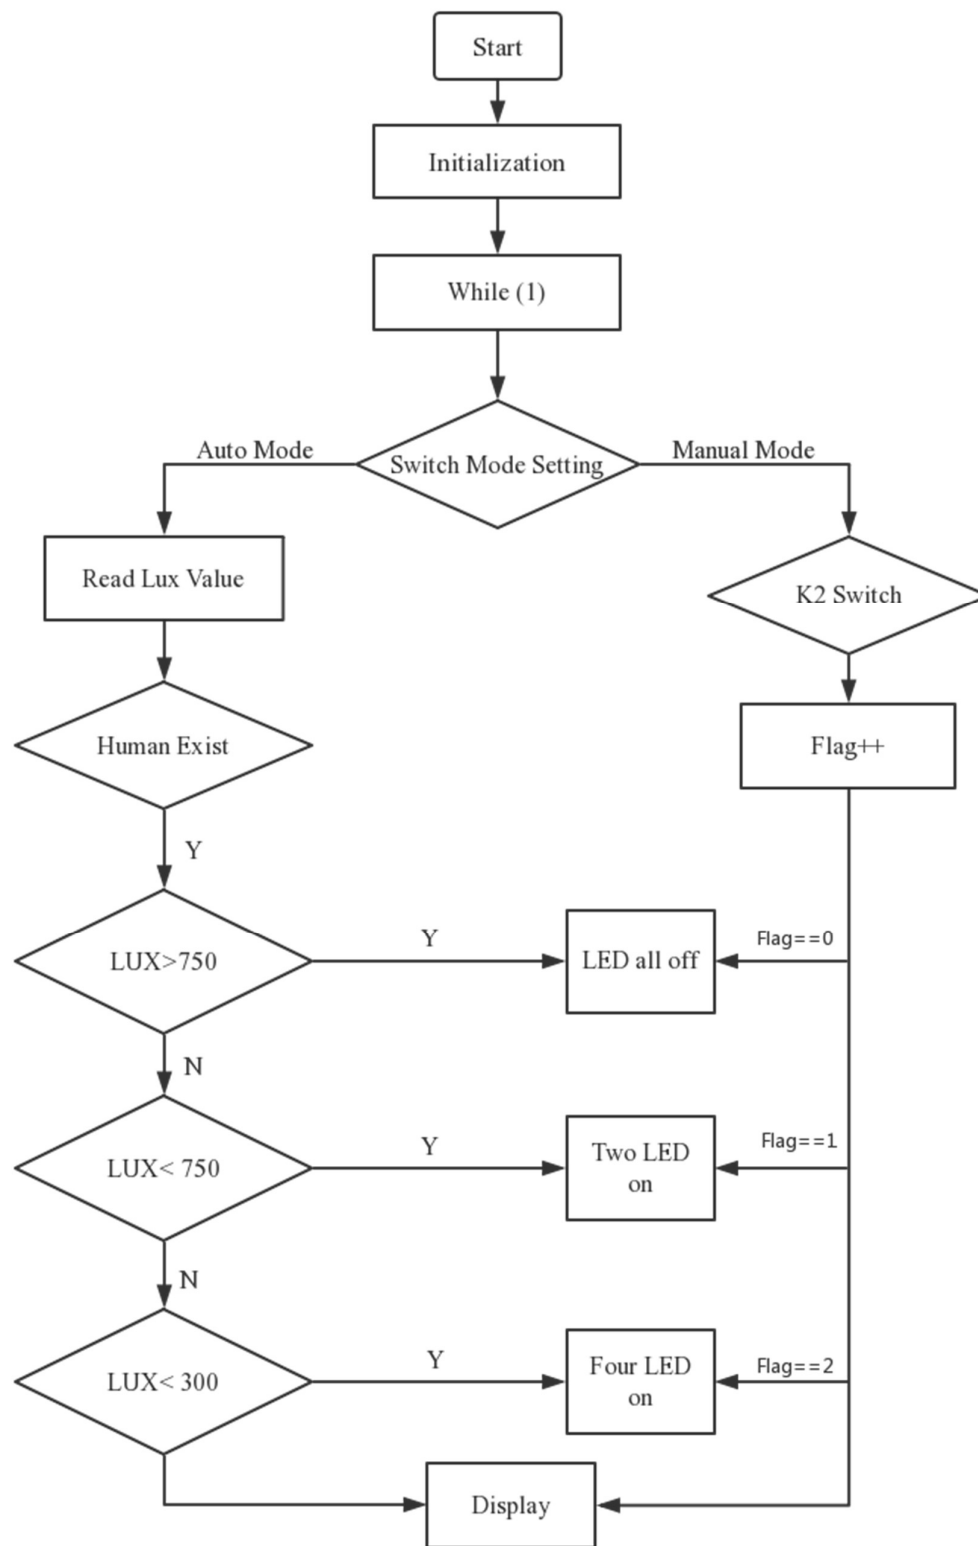 Start
Initialization
While (1)
Auto Mode
Switch Mode Setting
Manual Mode
Read Lux Value
K2 Switch
Human Exist
Flag++
Y
LUX>750
Y
LED all off
Flag==0
N
LUX< 750
Y
Two LED
on
Flag==1
N
LUX< 300
Y
Four LED
on
Flag==2
Display